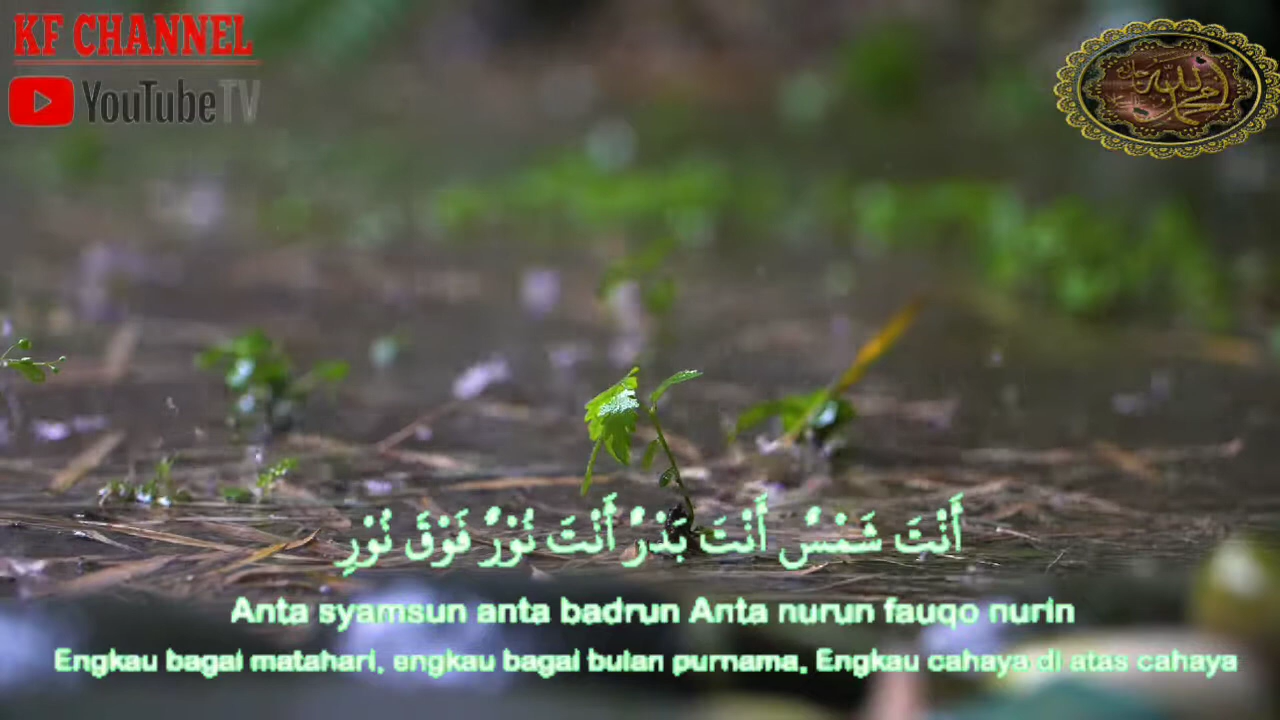 KF CHANNEL
YouTubeTV
أَنْتَ شَمْسٌ أَنْتَ بَدْرٌ أَنْتَ نُوْرٌ فَوْقَ نُوْرٍ
Anta syamsun anta badrun Anta nurun fauqo nurin
Engkau bagai matahari, engkau bagai bulan purnama, Engkau cahaya di atas cahaya